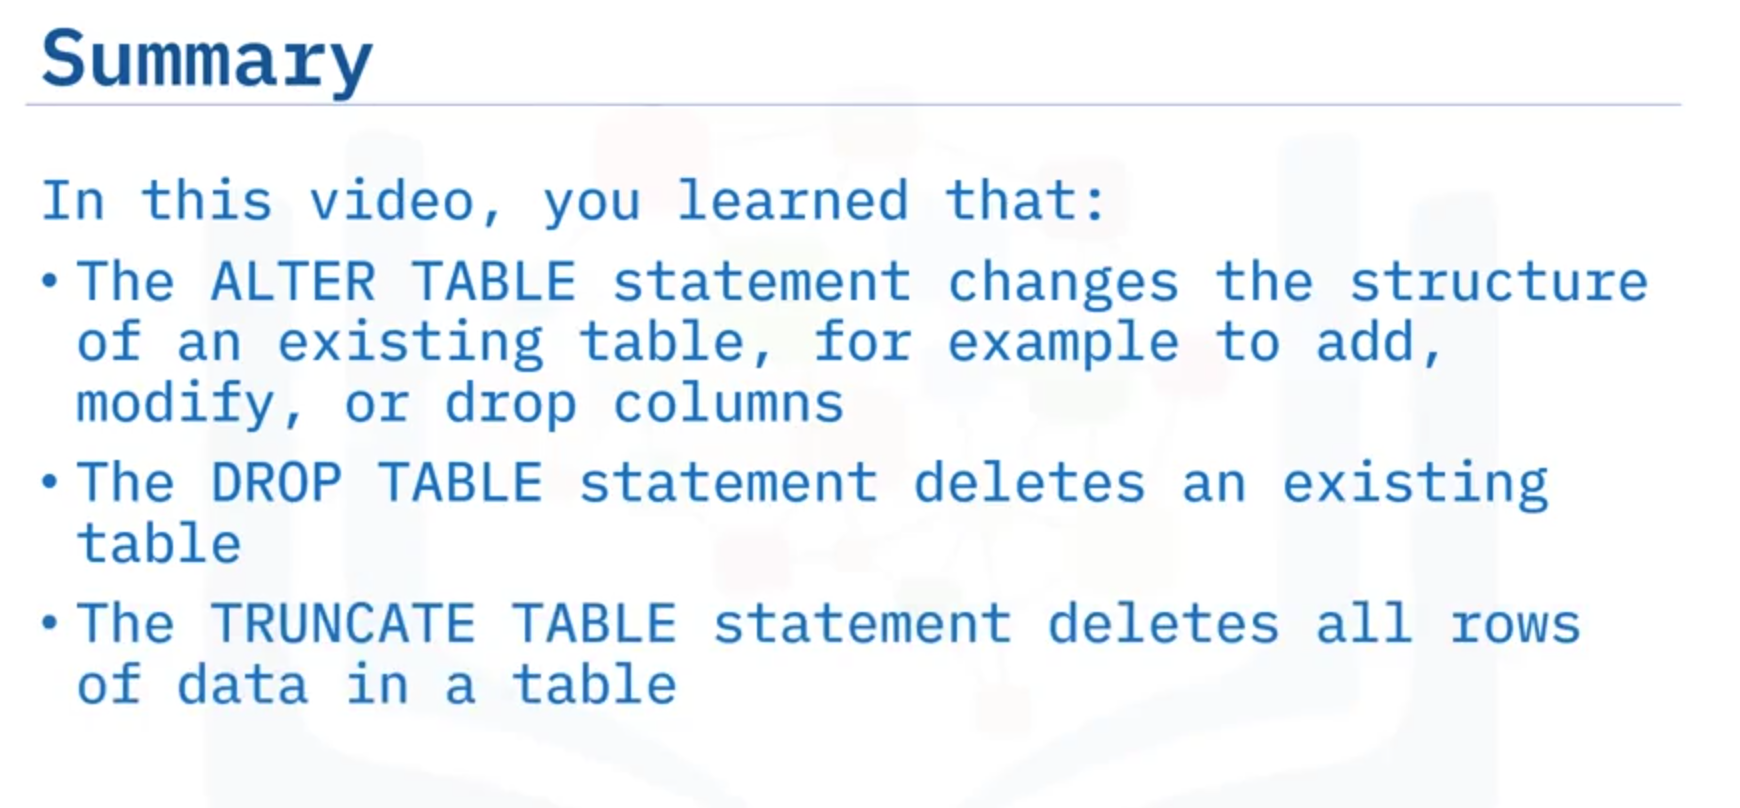 Summary
In this video, you learned that:
• The ALTER TABLE statement changes the structure
of an existing table, for example to add,
modify, or drop columns
• The DROP TABLE statement deletes an existing
table
• The TRUNCATE TABLE statement deletes all rows
of data in a table